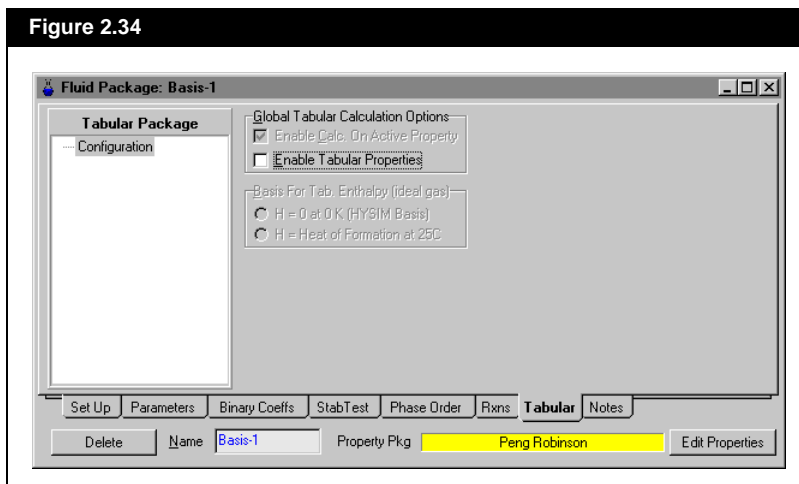 Figure 2.34
Fluid Package: Basis-1
Tabular Package
Configuration
Global Tabular Calculation Options
Enable Calc. On Active Property
Enable Tabular Properties
Basis For Tab. Enthalpy (ideal gas)
H = 0 at 0 K (HYSIM Basis)
H = Heat of Formation at 25C
Set Up Parameters Binary Coeffs StabTest Phase Order Rxns Tabular Notes
Delete Name Basis-1 Property Pkg Peng Robinson Edit Properties